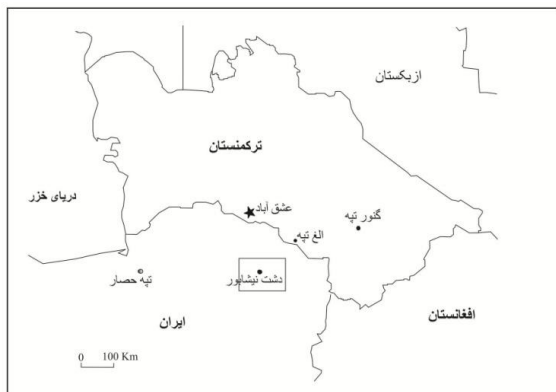 ازبکستان
ترکمنستان
دریای خزر
عشق آباد
گنور تپه
الغ تپه
تپه حصار
دشت نیشابور
ایران
افغانستان
0 100 Km